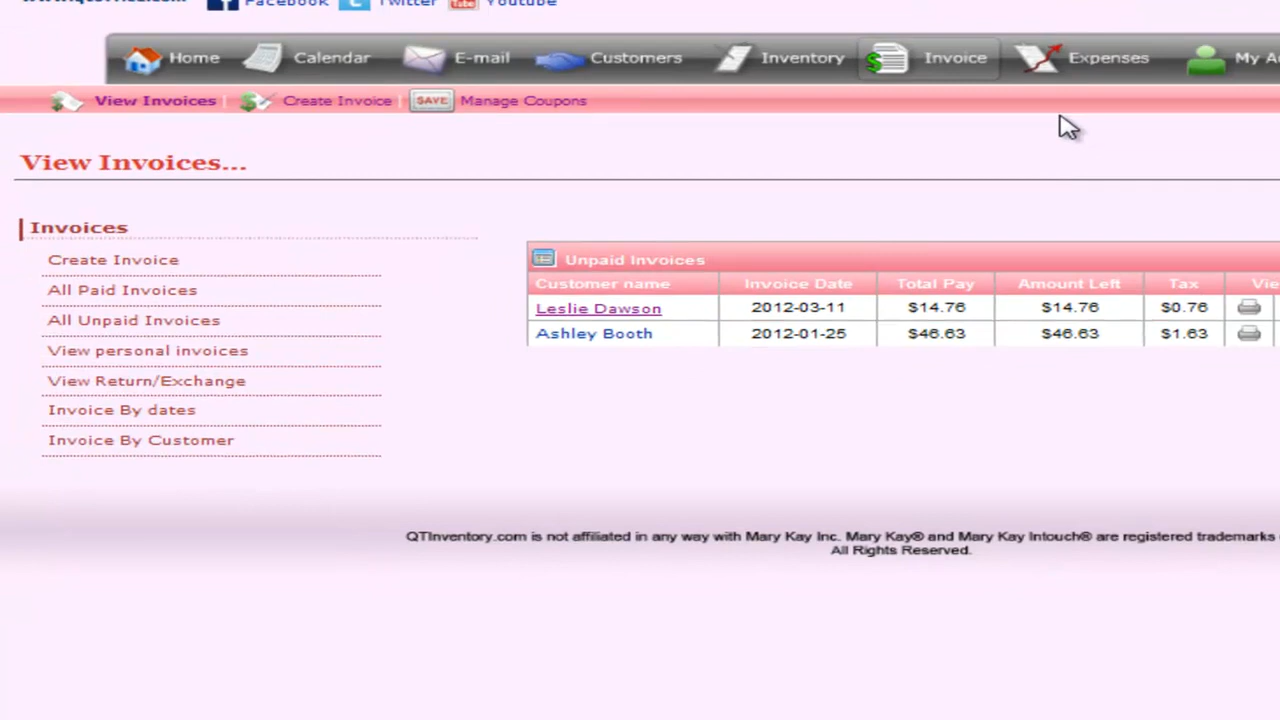 Facebook Twitter Youtube
Home Calendar E-mail Customers Inventory Invoice Expenses My
View Invoices Create Invoice SAVE Manage Coupons
View Invoices...
Invoices
Create Invoice
All Paid Invoices
All Unpaid Invoices
View personal invoices
View Return/Exchange
Invoice By dates
Invoice By Customer
Unpaid Invoices
Customer name Invoice Date Total Pay Amount Left Tax
Leslie Dawson 2012-03-11 $14.76 $14.76 $0.76
Ashley Booth 2012-01-25 $46.63 $46.63 $1.63
QTInventory.com is not affiliated in any way with Mary Kay Inc. Mary Kay® and Mary Kay Intouch® are registered trademarks
All Rights Reserved.